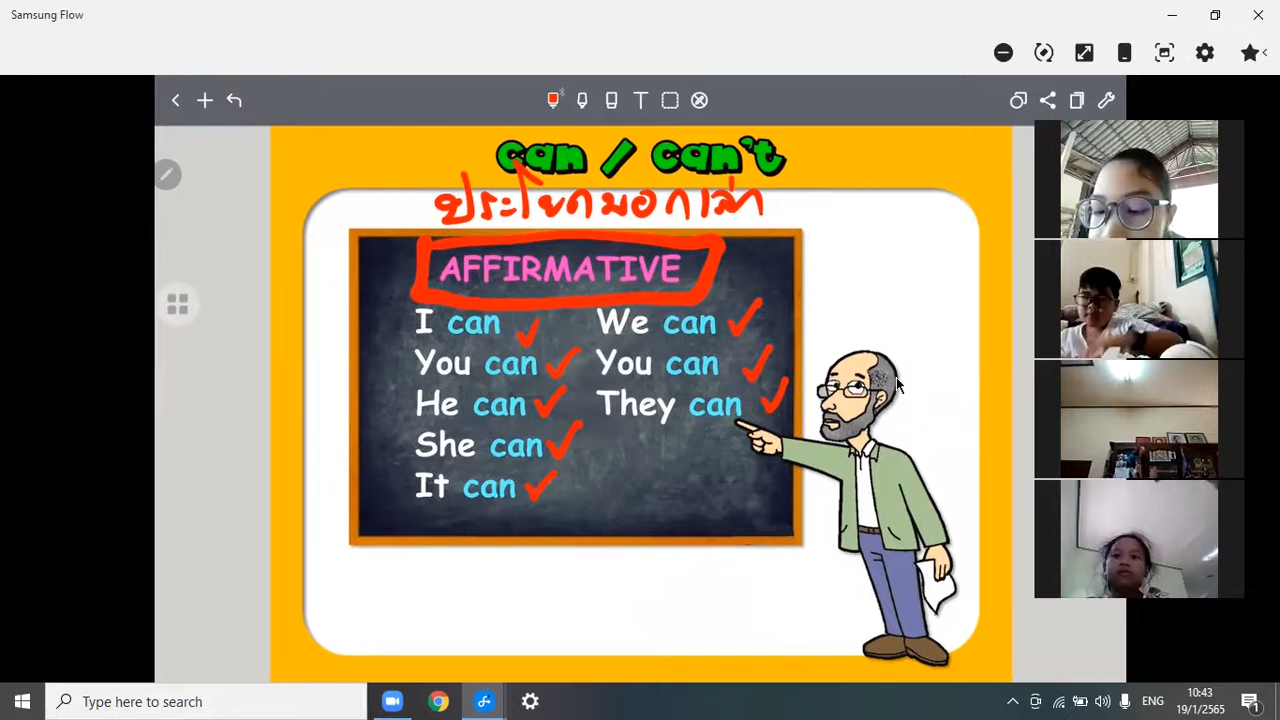 Samsung Flow
can / can't
ประโยคบอกเล่า
AFFIRMATIVE
I can
You can
He can
She can
It can
We can
You can
They can
Type here to search
ENG
10:43
19/1/2565